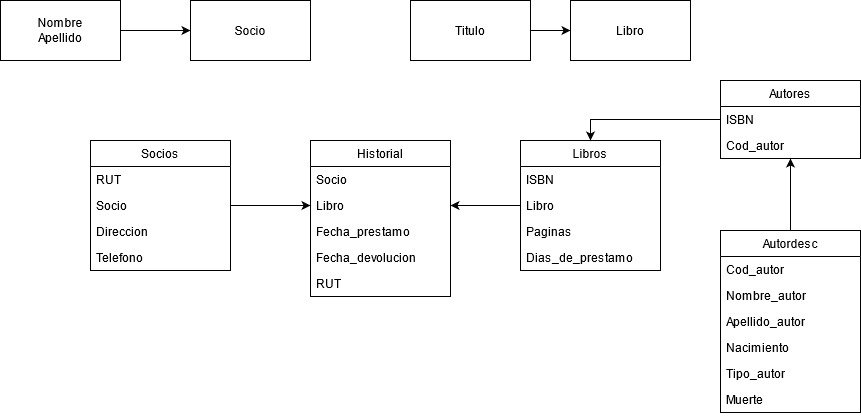 Nombre
Apellido
Socio
Titulo
Libro
Socios
RUT
Socio
Direccion
Telefono
Historial
Socio
Libro
Fecha_prestamo
Fecha_devolucion
RUT
Libros
ISBN
Libro
Paginas
Dias_de_prestamo
Autores
ISBN
Cod_autor
Autordesc
Cod_autor
Nombre_autor
Apellido_autor
Nacimiento
Tipo_autor
Muerte